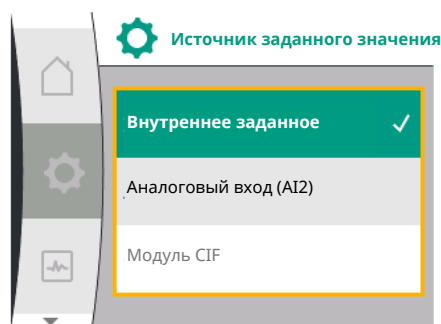 Источник заданного значения
Внутреннее заданное
Аналоговый вход (AI2)
Модуль CIF